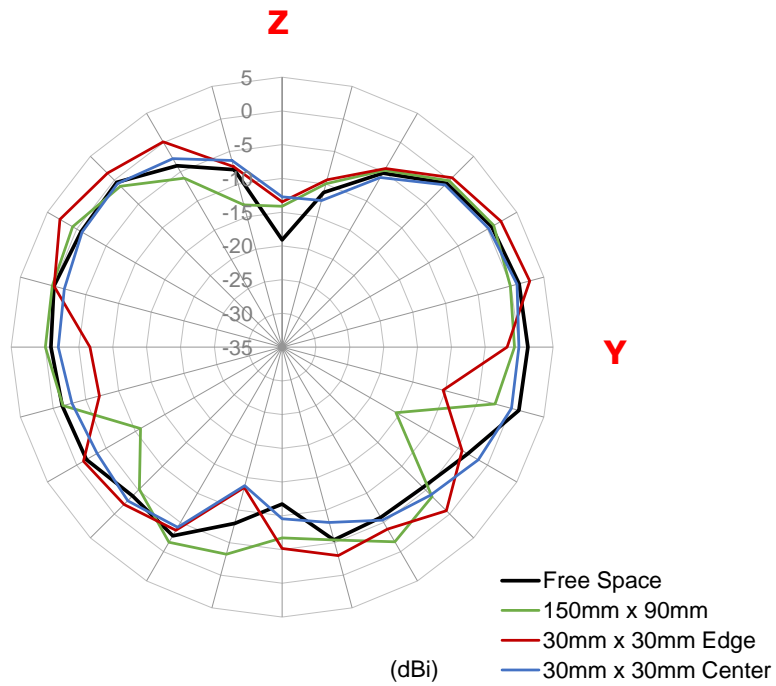 Z
5
0
-5
-10
-15
-20
-25
-30
-35
Y
Free Space
150mm x 90mm
30mm x 30mm Edge
30mm x 30mm Center
(dBi)